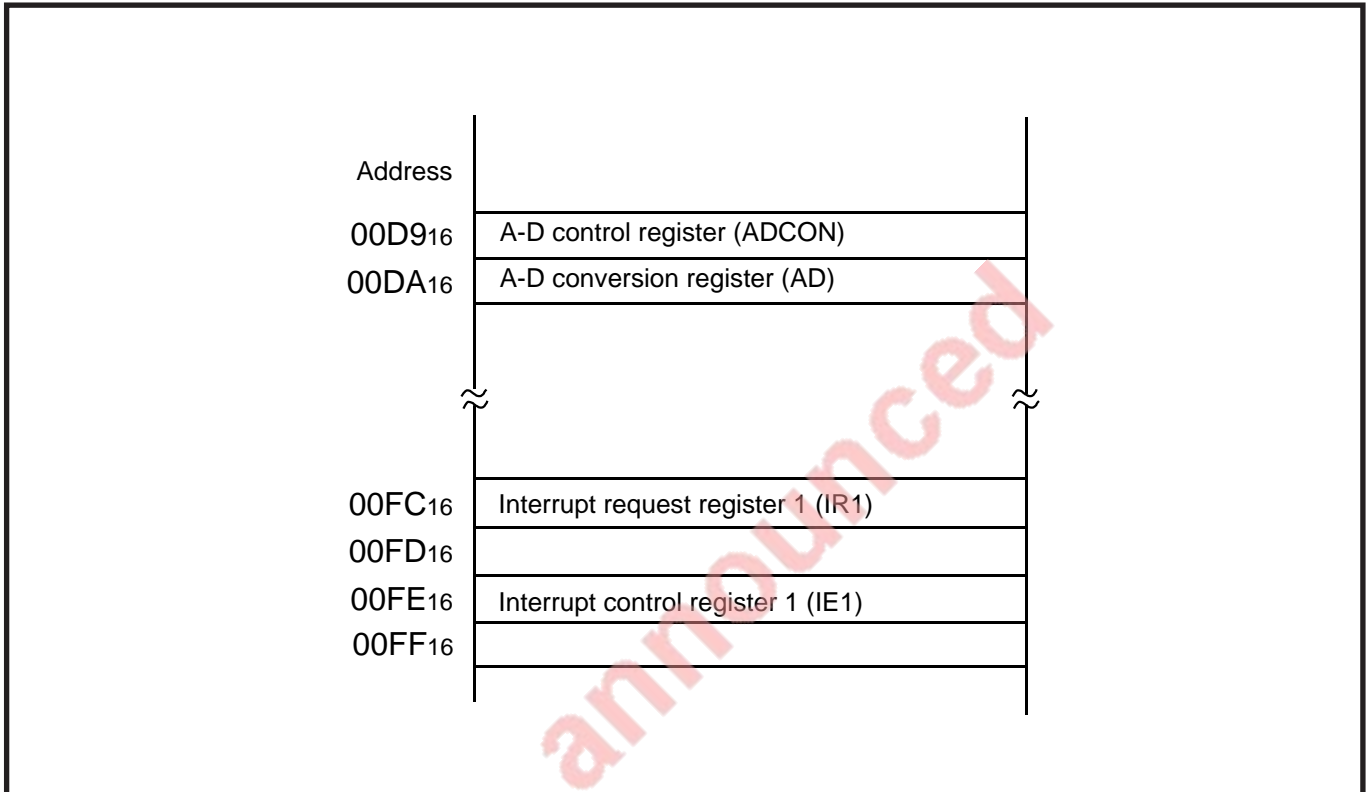 Address
00D916 A-D control register (ADCON)
00DA16 A-D conversion register (AD)
00FC16 Interrupt request register 1 (IR1)
00FD16
00FE16 Interrupt control register 1 (IE1)
00FF16
announced